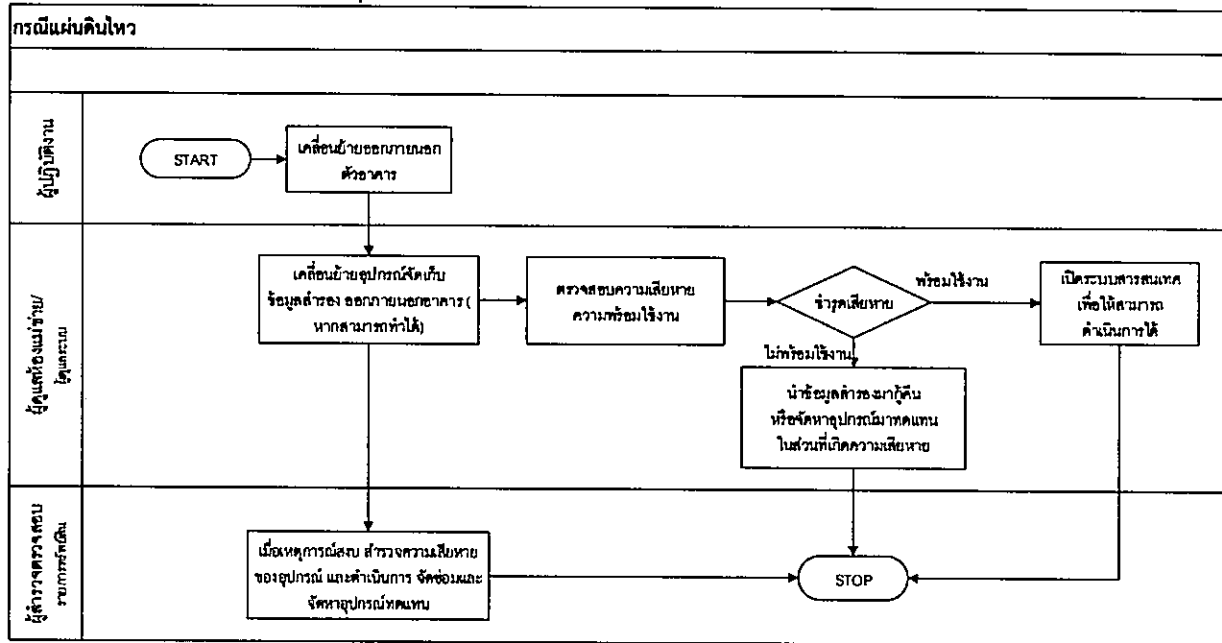 กรณีแผ่นดินไหว
ผู้ปฏิบัติงาน
START
เคลื่อนย้ายออกภายนอก
ตัวอาคาร
ผู้ดูแลห้องแม่ข่าย/
ผู้ดูแลระบบ
เคลื่อนย้ายอุปกรณ์จัดเก็บ
ข้อมูลสำรอง ออกภายนอกอาคาร (
หากสามารถทำได้)
ตรวจสอบความเสียหาย
ความพร้อมใช้งาน
ชำรุดเสียหาย
พร้อมใช้งาน
เปิดระบบสารสนเทศ
เพื่อให้สามารถ
ดำเนินการได้
ไม่พร้อมใช้งาน
นำข้อมูลสำรองมากู้คืน
หรือจัดหาอุปกรณ์มาทดแทน
ในส่วนที่เกิดความเสียหาย
ผู้สำรวจตรวจสอบ
รายการทรัพย์สิน
เมื่อเหตุการณ์สงบ สำรวจความเสียหาย
ของอุปกรณ์ และดำเนินการ จัดซ่อมและ
จัดหาอุปกรณ์ทดแทน
STOP